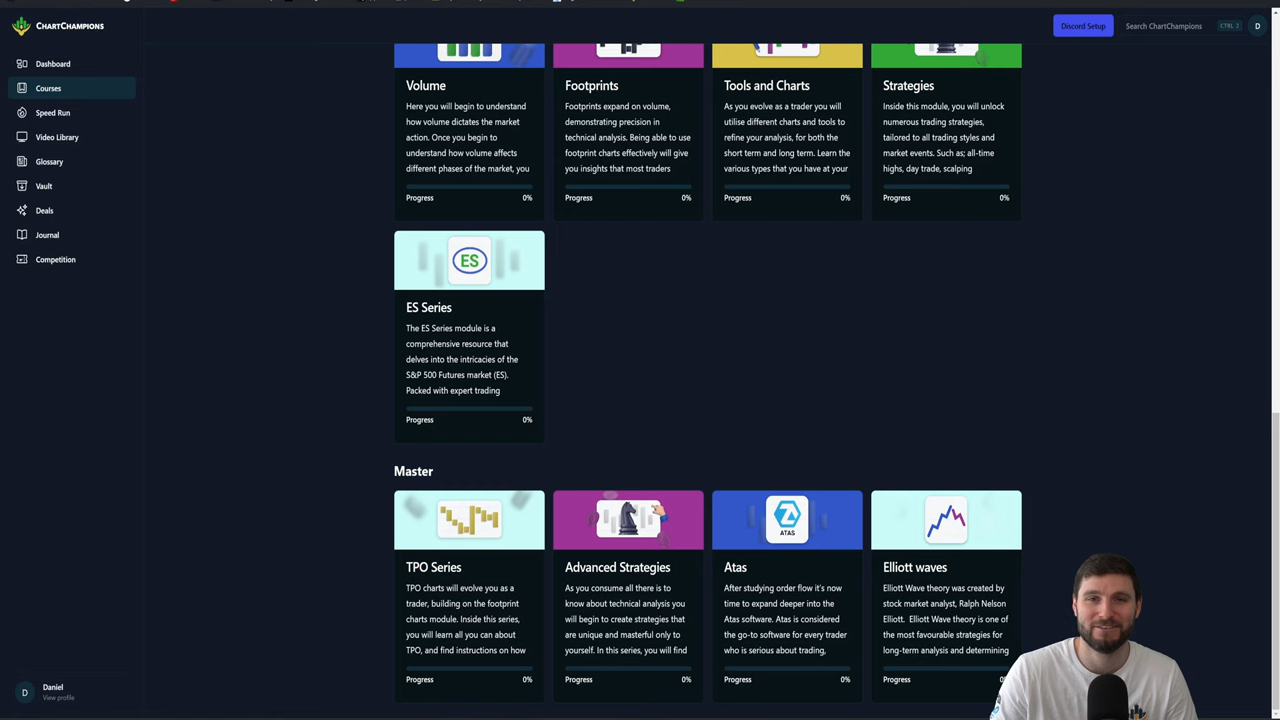 ChartChampions
Discord Setup
Search ChartChampions
CTRL J
D
Dashboard
Courses
Speed Run
Video Library
Glossary
Vault
Deals
Journal
Competition
Volume
Here you will begin to understand
how volume dictates the market
action. Once you begin to
understand how volume affects
different phases of the market, you
Progress 0%
Footprints
Footprints expand on volume,
demonstrating precision in
technical analysis. Being able to use
footprint charts effectively will give
you insights that most traders
Progress 0%
Tools and Charts
As you evolve as a trader you will
utilise different charts and tools to
refine your analysis, for both the
short term and long term. Learn the
various types that you have at your
Progress 0%
Strategies
Inside this module, you will unlock
numerous trading strategies,
tailored to all trading styles and
market events. Such as; all-time
highs, day trade, scalping
Progress 0%
ES
ES Series
The ES Series module is a
comprehensive resource that
delves into the intricacies of the
S&P 500 Futures market (ES).
Packed with expert trading
Progress 0%
Master
TPO Series
TPO charts will evolve you as a
trader, building on the footprint
charts module. Inside this series,
you will learn all you can about
TPO, and find instructions on how
Progress 0%
Advanced Strategies
As you consume all there is to
know about technical analysis you
will begin to create strategies that
are unique and masterful only to
yourself. In this series, you will find
Progress 0%
ATAS
Atas
After studying order flow it's now
time to expand deeper into the
Atas software. Atas is considered
the go-to software for every trader
who is serious about trading,
Progress 0%
Elliott waves
Elliott Wave theory was created by
stock market analyst, Ralph Nelson
Elliott. Elliott Wave theory is one of
the most favourable strategies for
long-term analysis and determining
Progress 0%
D
Daniel
View profile